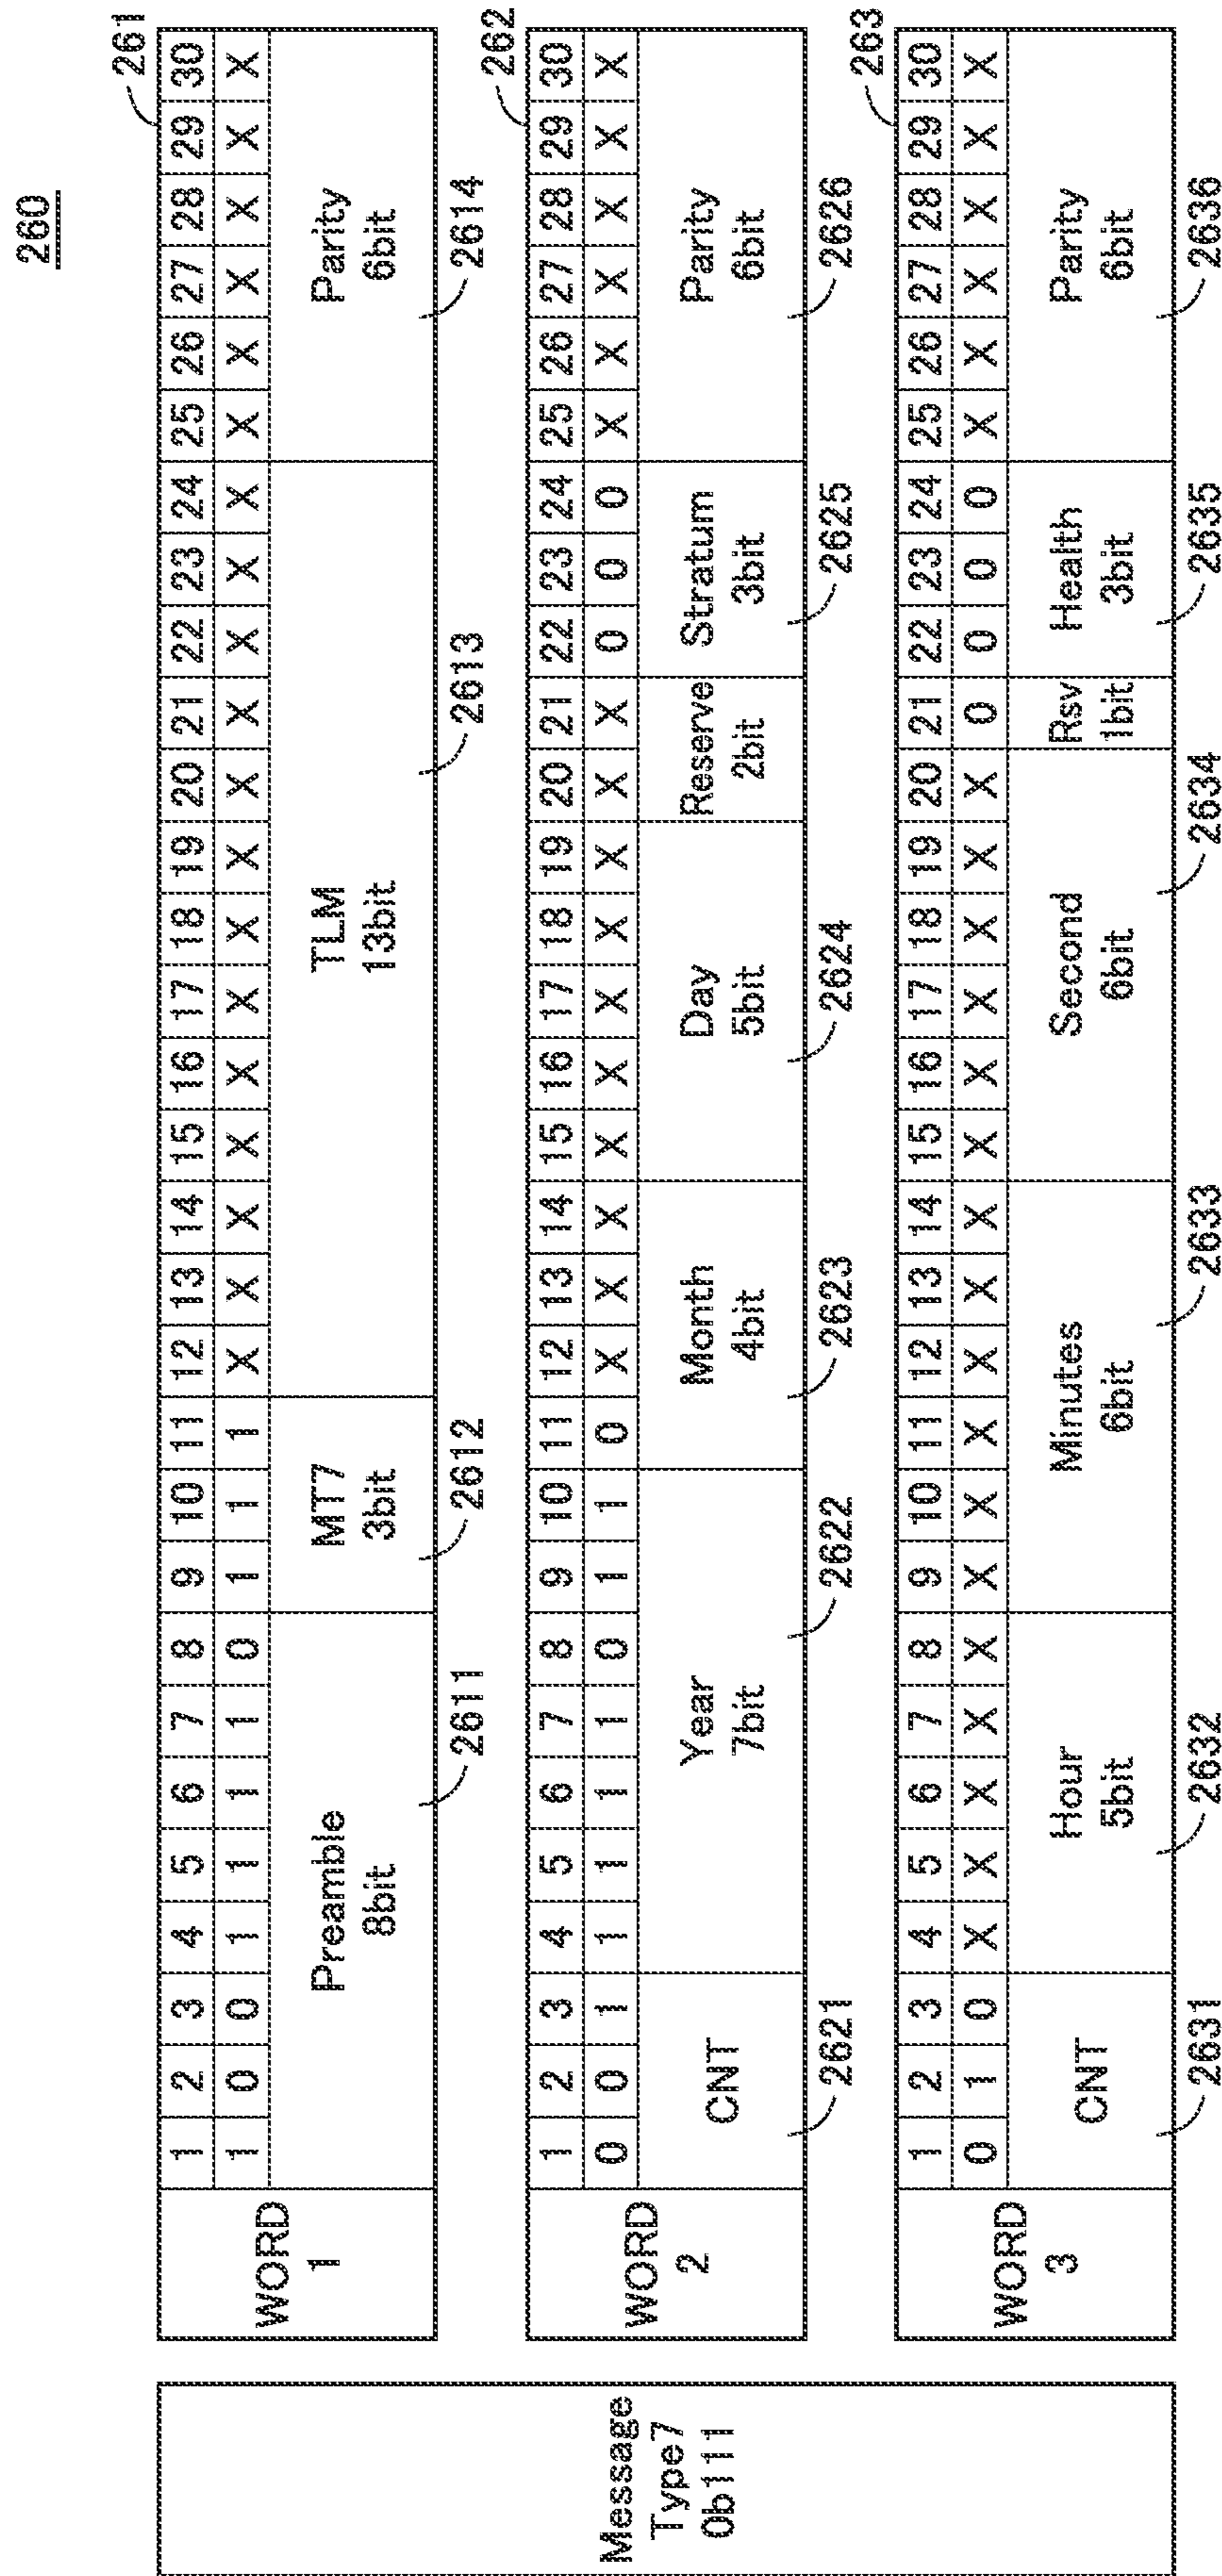 260
Message
Type7
0b111
261
WORD
1
1 2 3 4 5 6 7 8 9 10 11 12 13 14 15 16 17 18 19 20 21 22 23 24 25 26 27 28 29 30
1 0 0 1 1 1 1 0 1 1 1 X X X X X X X X X X X X X X X X X X X
Preamble
8bit
MT7
3bit
TLM
13bit
Parity
6bit
2611 2612 2613 2614
262
WORD
2
1 2 3 4 5 6 7 8 9 10 11 12 13 14 15 16 17 18 19 20 21 22 23 24 25 26 27 28 29 30
0 0 1 1 1 1 1 0 1 1 0 X X X X X X X X X X 0 0 0 X X X X X X
CNT
Year
7bit
Month
4bit
Day
5bit
Reserve
2bit
Stratum
3bit
Parity
6bit
2621 2622 2623 2624 2625 2626
263
WORD
3
1 2 3 4 5 6 7 8 9 10 11 12 13 14 15 16 17 18 19 20 21 22 23 24 25 26 27 28 29 30
0 1 0 X X X X X X X X X X X X X X X X X 0 0 0 0 X X X X X X
CNT
Hour
5bit
Minutes
6bit
Second
6bit
Rsv
1bit
Health
3bit
Parity
6bit
2631 2632 2633 2634 2635 2636